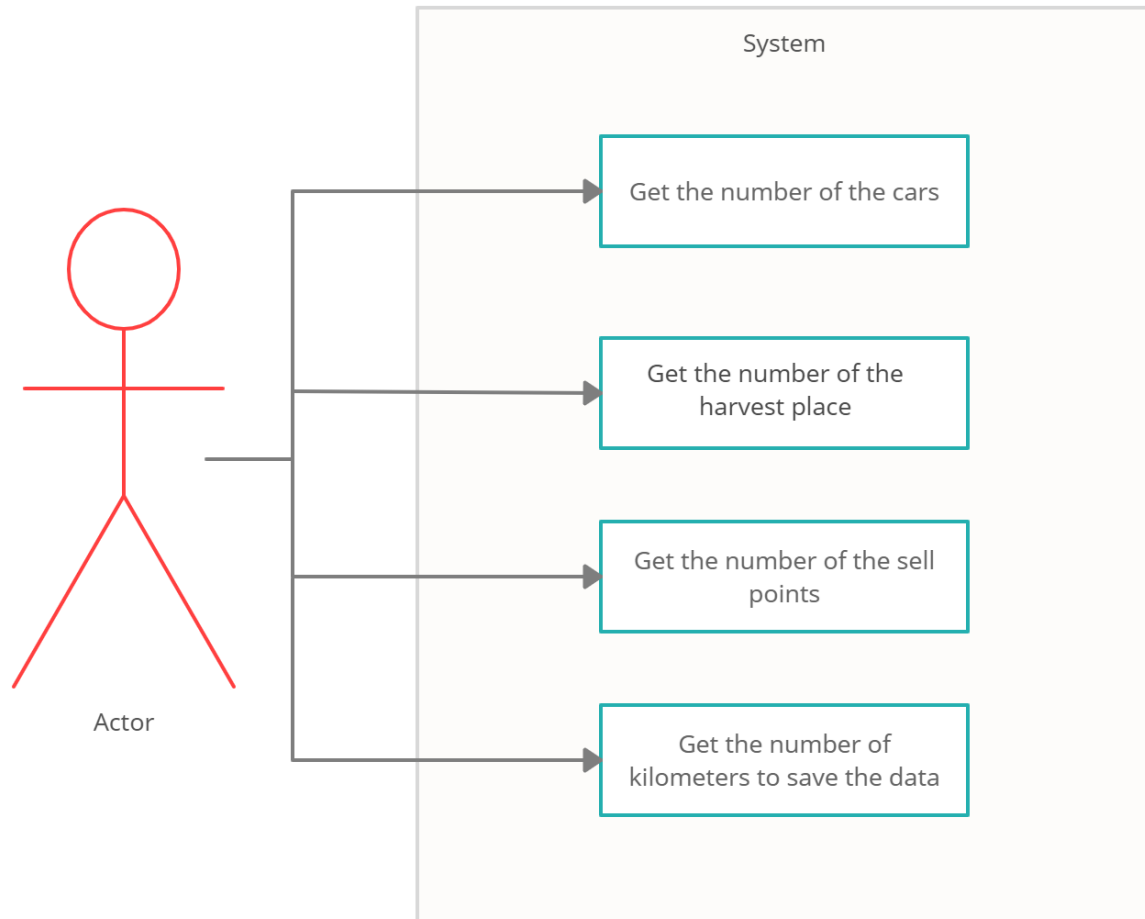 System
Get the number of the cars
Get the number of the
harvest place
Get the number of the sell
points
Get the number of
kilometers to save the data
Actor